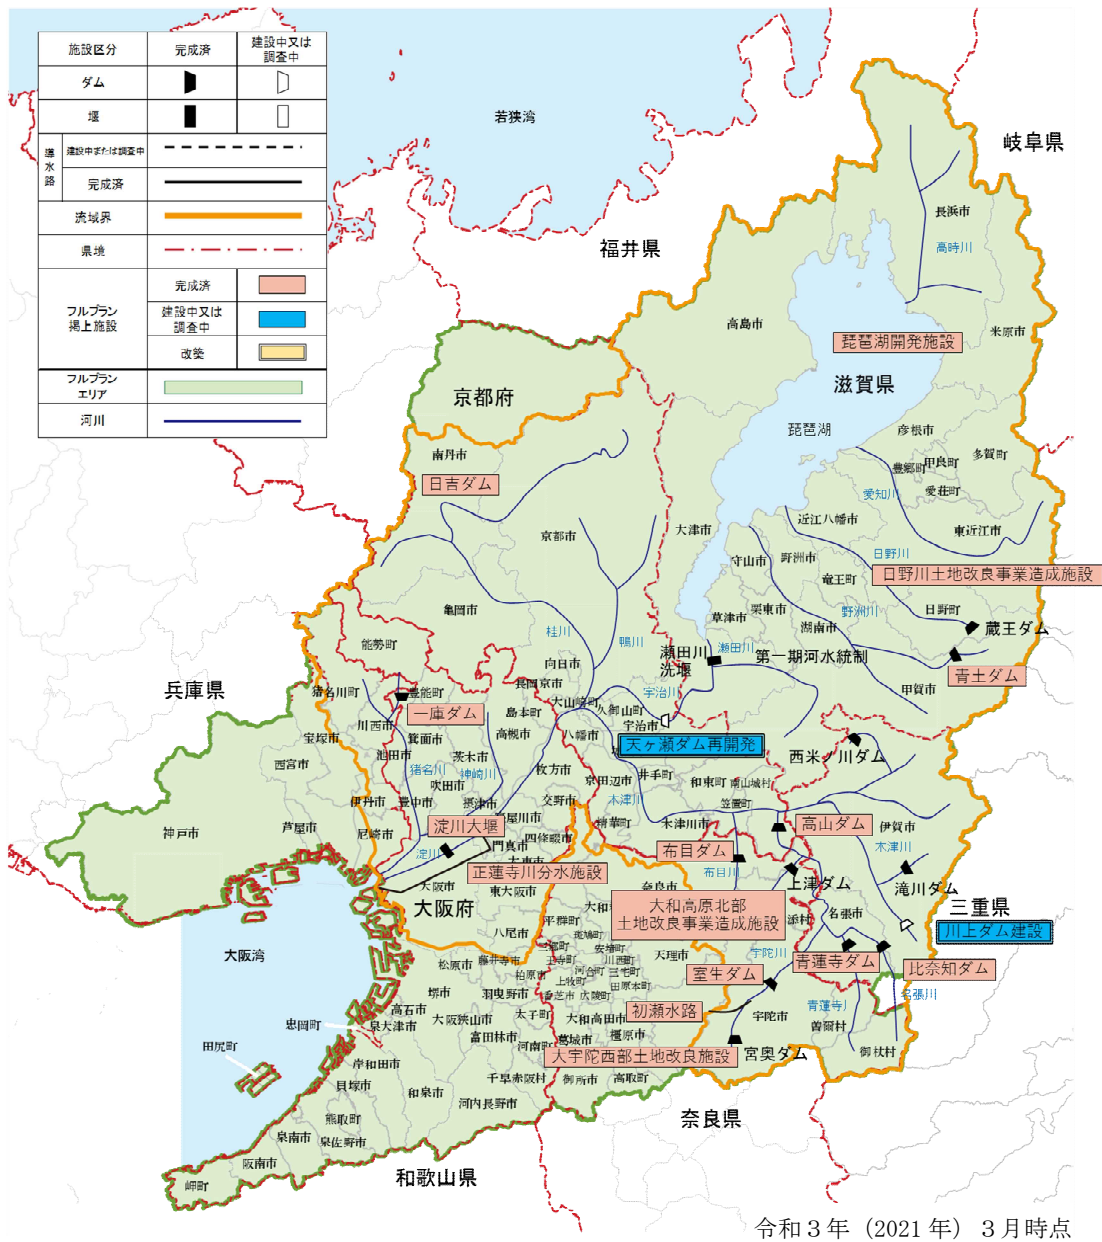 施設区分
完成済
建設中又は
調査中
ダム
堰
導水路
建設中または調査中
完成済
流域界
県境
フルプラン
掲上施設
完成済
建設中又は
調査中
改築
フルプラン
エリア
河川
若狭湾
岐阜県
福井県
長浜市
高時川
高島市
米原市
琵琶湖開発施設
滋賀県
京都府
琵琶湖
彦根市
多賀町
豊郷町
甲良町
愛荘町
愛知川
南丹市
日吉ダム
京都市
大津市
近江八幡市
東近江市
守山市
野洲市
日野川
竜王町
日野川土地改良事業造成施設
亀岡市
草津市
栗東市
野洲川
日野町
湖南市
蔵王ダム
能勢町
桂川
鴨川
瀬田川
洗堰
瀬田川
第一期河水統制
青土ダム
向日市
兵庫県
猪名川町
豊能町
長岡京市
甲賀市
一庫ダム
島本町
大山崎町
久御山町
宇治川
宇治市
川西市
宝塚市
箕面市
高槻市
八幡市
天ヶ瀬ダム再開発
西米ノ川ダム
池田市
茨木市
西宮市
猪名川
神崎川
吹田市
枚方市
京田辺市
井手町
和束町
南山城村
伊丹市
豊中市
摂津市
交野市
木津川
笠置町
神戸市
芦屋市
尼崎市
淀川大堰
寝屋川市
四條畷市
精華町
木津川市
高山ダム
伊賀市
木津川
淀川
門真市
布目ダム
布目川
正蓮寺川分水施設
上津ダム
滝川ダム
大阪市
東大阪市
奈良市
大阪府
大和高原北部
土地改良事業造成施設
名張市
三重県
川上ダム建設
平群町
八尾市
斑鳩町
安堵町
天理市
宇陀川
大阪湾
松原市
藤井寺市
王寺町
川西町
青蓮寺ダム
比奈知ダム
柏原市
河合町
三宅町
上牧町
田原本町
室生ダム
堺市
羽曳野市
香芝市
広陵町
名張川
高石市
初瀬水路
青蓮寺川
忠岡町
泉大津市
大阪狭山市
太子町
大和高田市
宇陀市
曽爾村
富田林市
河南町
葛城市
橿原市
田尻町
大宇陀西部土地改良施設
宮奥ダム
御杖村
岸和田市
貝塚市
和泉市
千早赤阪村
御所市
高取町
河内長野市
熊取町
奈良県
泉南市
泉佐野市
阪南市
和歌山県
岬町
令和３年（2021 年）３月時点